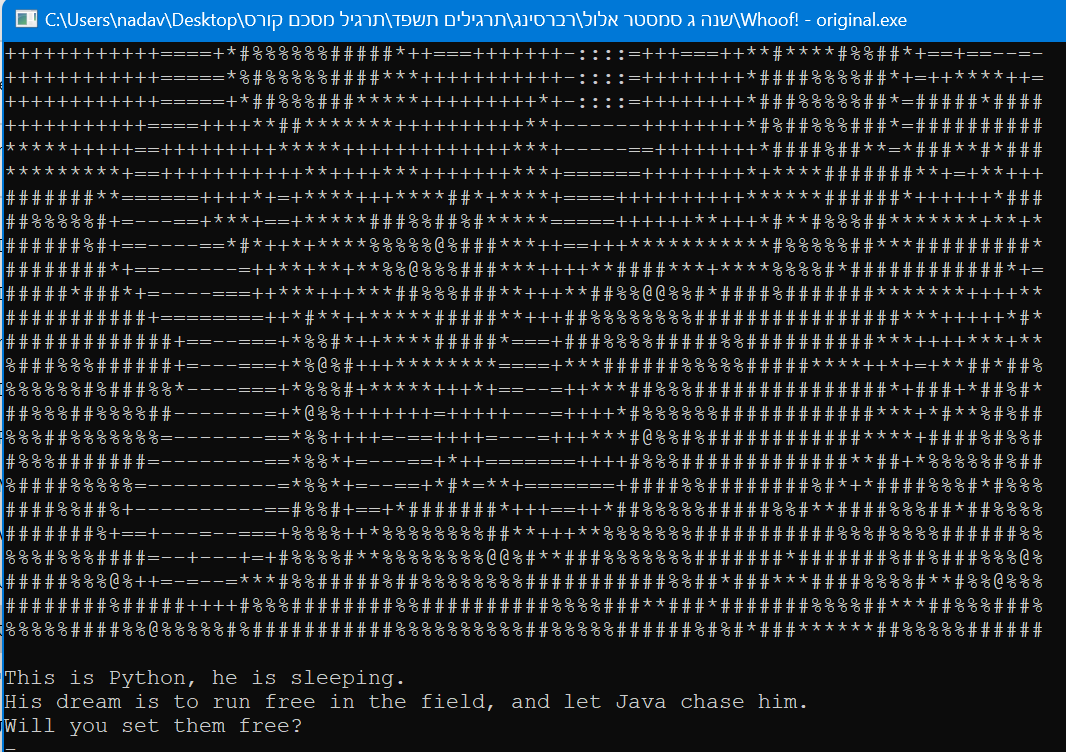 C:\Users\nadav\Desktop\שנה ג סמסטר אלול\רברסינג\תרגילים תשפד\תרגיל מסכם קורס\Whoof! - original.exe
This is Python, he is sleeping.
His dream is to run free in the field, and let Java chase him.
Will you set them free?